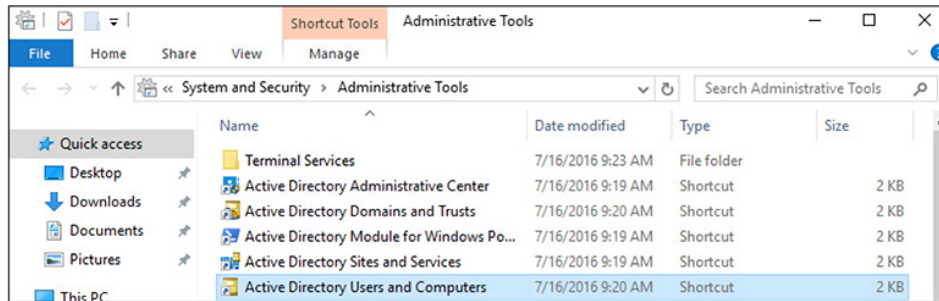 Shortcut Tools Administrative Tools
File Home Share View Manage
« System and Security › Administrative Tools Search Administrative Tools
Name Date modified Type Size
Quick access
Desktop
Downloads
Documents
Pictures
This PC
Terminal Services 7/16/2016 9:23 AM File folder
Active Directory Administrative Center 7/16/2016 9:19 AM Shortcut 2 KB
Active Directory Domains and Trusts 7/16/2016 9:20 AM Shortcut 2 KB
Active Directory Module for Windows Po... 7/16/2016 9:19 AM Shortcut 2 KB
Active Directory Sites and Services 7/16/2016 9:19 AM Shortcut 2 KB
Active Directory Users and Computers 7/16/2016 9:20 AM Shortcut 2 KB